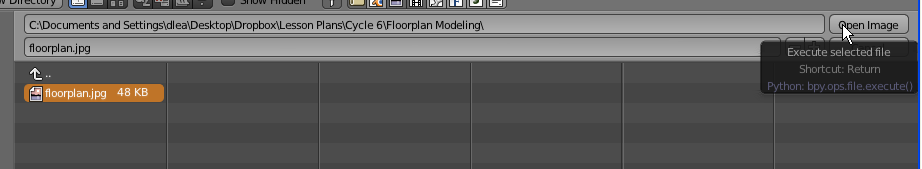 w Directory
Show Hidden
C:\Documents and Settings\dlea\Desktop\Dropbox\Lesson Plans\Cycle 6\Floorplan Modeling\
Open Image
floorplan.jpg
Execute selected file
Shortcut: Return
Python: bpy.ops.file.execute()
..
floorplan.jpg 48 KB